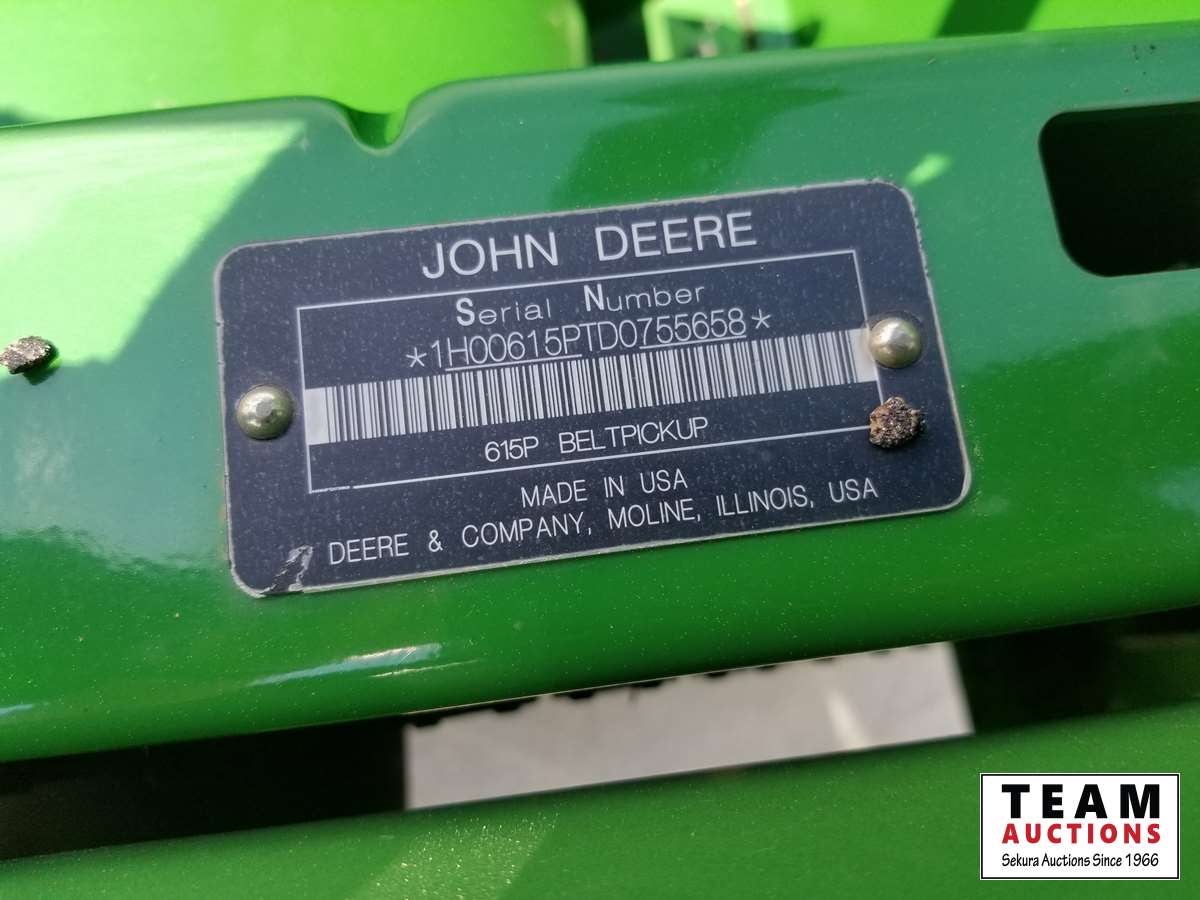 JOHN DEERE
Serial Number
*1H00615PTD0755658*
615P BELTPICKUP
MADE IN USA
DEERE & COMPANY, MOLINE, ILLINOIS, USA
TEAM
AUCTIONS
Sekura Auctions Since 1966